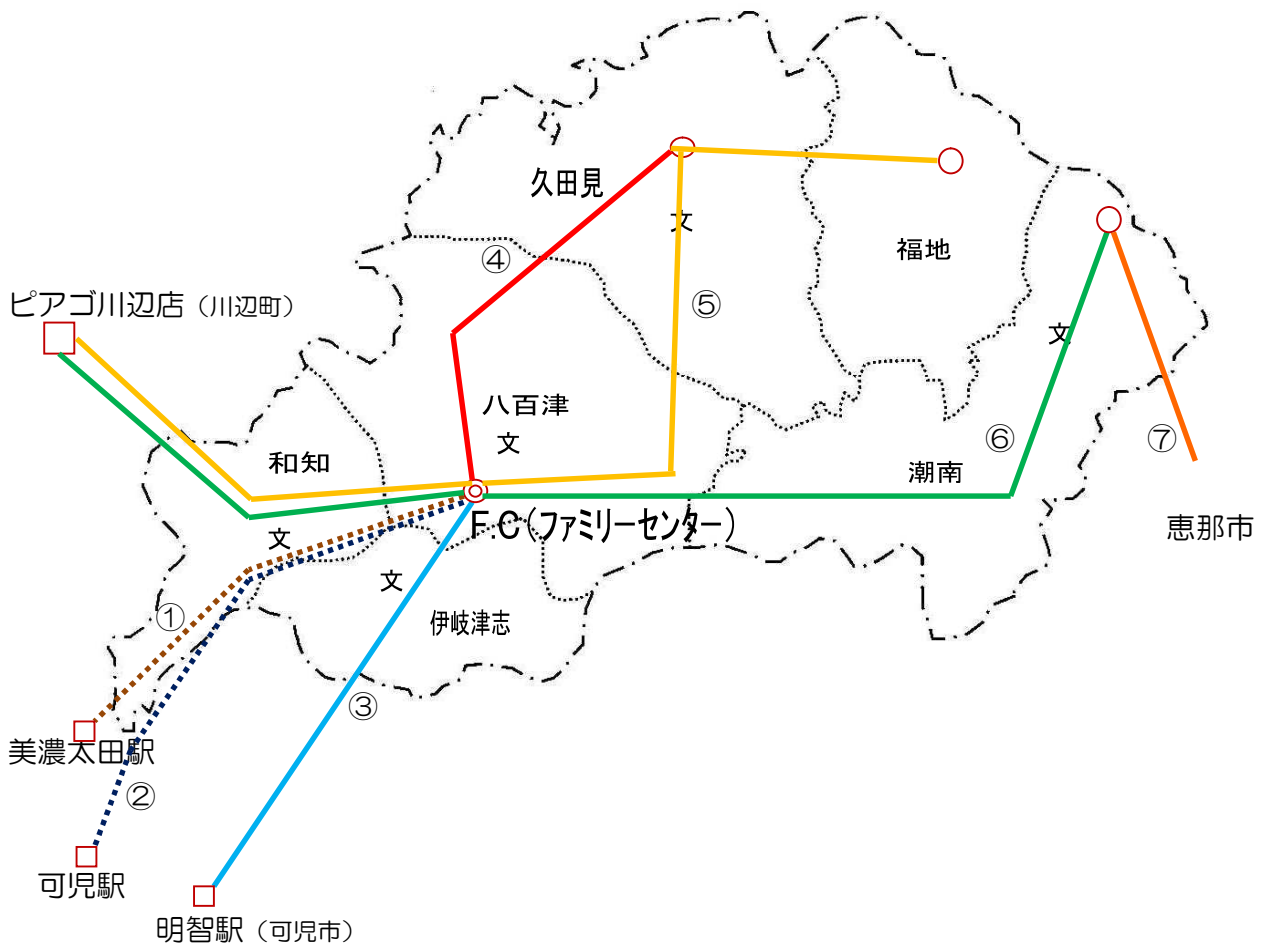 久田見
文
福地
④
ピアゴ川辺店（川辺町）
⑤
文
八百津
文
⑥
⑦
和知
潮南
F.C（ファミリーセンター）
恵那市
文
文
伊岐津志
①
③
美濃太田駅
②
可児駅
明智駅（可児市）